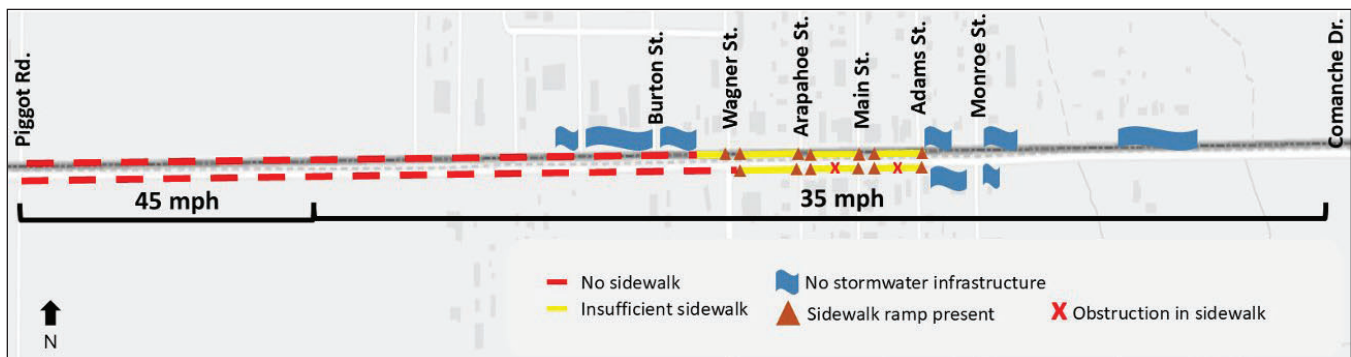 Piggot Rd.
Burton St.
Wagner St.
Arapahoe St.
Main St.
Adams St.
Monroe St.
Comanche Dr.
45 mph
35 mph
No sidewalk
No stormwater infrastructure
Insufficient sidewalk
Sidewalk ramp present
X Obstruction in sidewalk
N